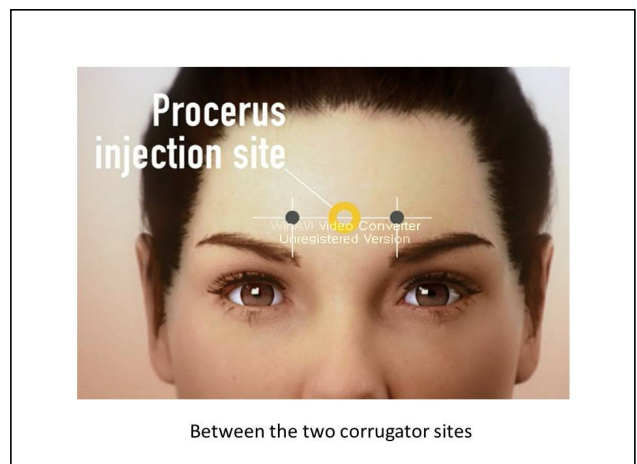 Procerus
injection site
WinAVI Video Converter
Unregistered Version
Between the two corrugator sites